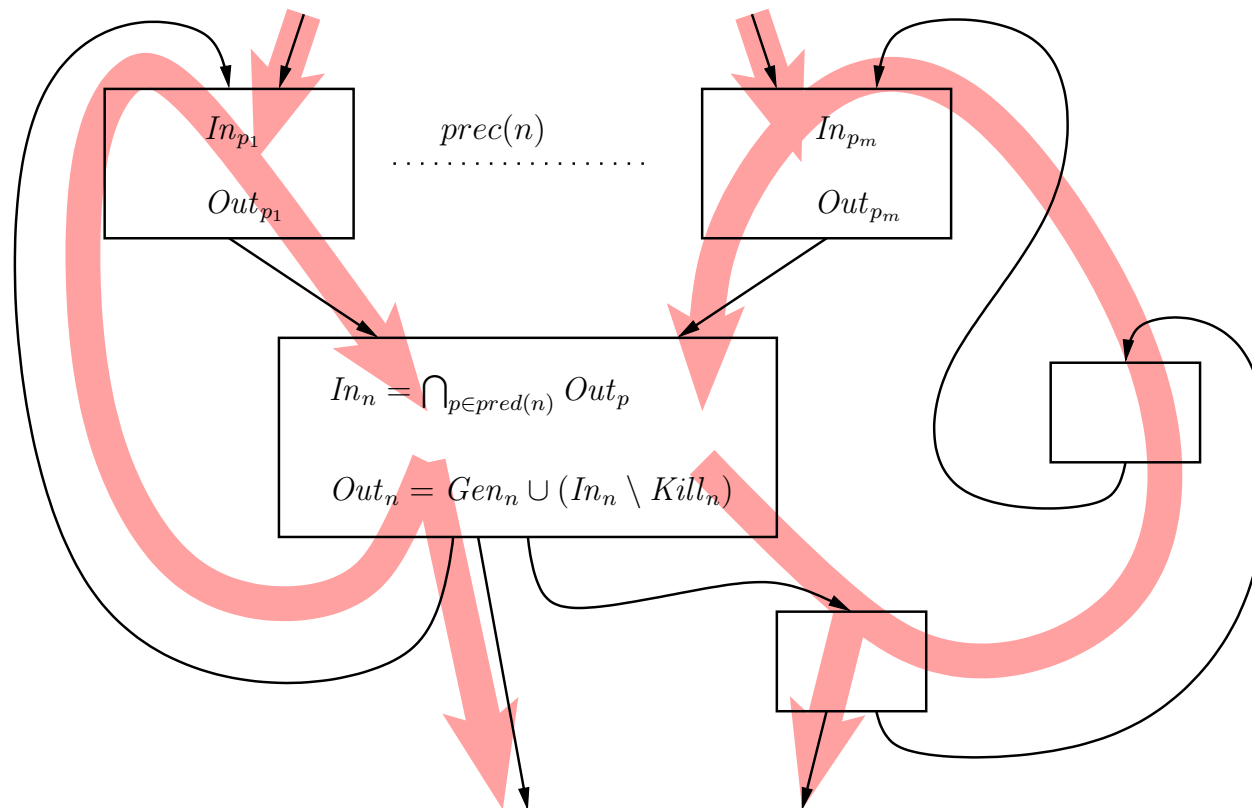 In_{p_1}
prec(n)
In_{p_m}
Out_{p_1}
Out_{p_m}
In_n = ⋂_{p∈pred(n)} Out_p
Out_n = Gen_n ∪ (In_n \ Kill_n)